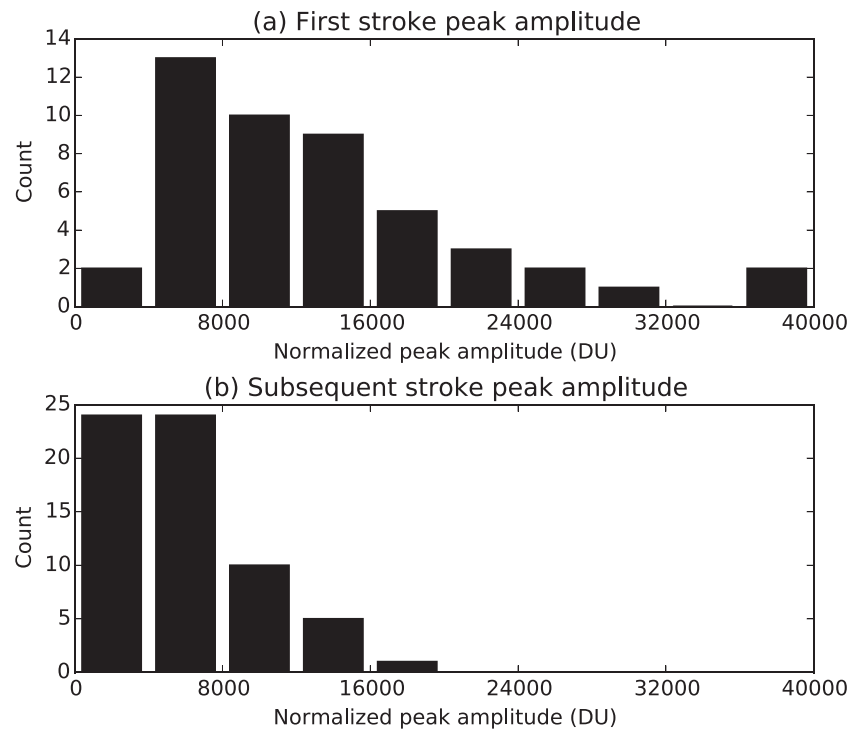 (a) First stroke peak amplitude
14
12
10
8
6
4
2
0
Count
0 8000 16000 24000 32000 40000
Normalized peak amplitude (DU)
(b) Subsequent stroke peak amplitude
25
20
15
10
5
0
Count
0 8000 16000 24000 32000 40000
Normalized peak amplitude (DU)